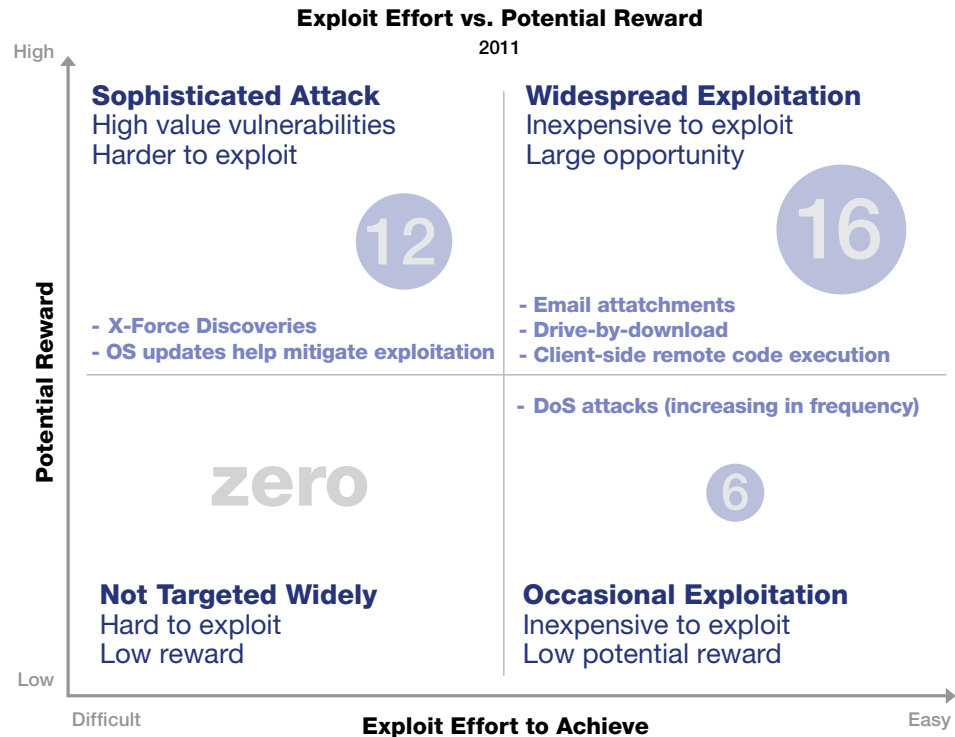 Exploit Effort vs. Potential Reward
2011
High
Sophisticated Attack
High value vulnerabilities
Harder to exploit
12
- X-Force Discoveries
- OS updates help mitigate exploitation
Widespread Exploitation
Inexpensive to exploit
Large opportunity
16
- Email attatchments
- Drive-by-download
- Client-side remote code execution
Potential Reward
zero
Not Targeted Widely
Hard to exploit
Low reward
- DoS attacks (increasing in frequency)
6
Occasional Exploitation
Inexpensive to exploit
Low potential reward
Low
Difficult
Exploit Effort to Achieve
Easy